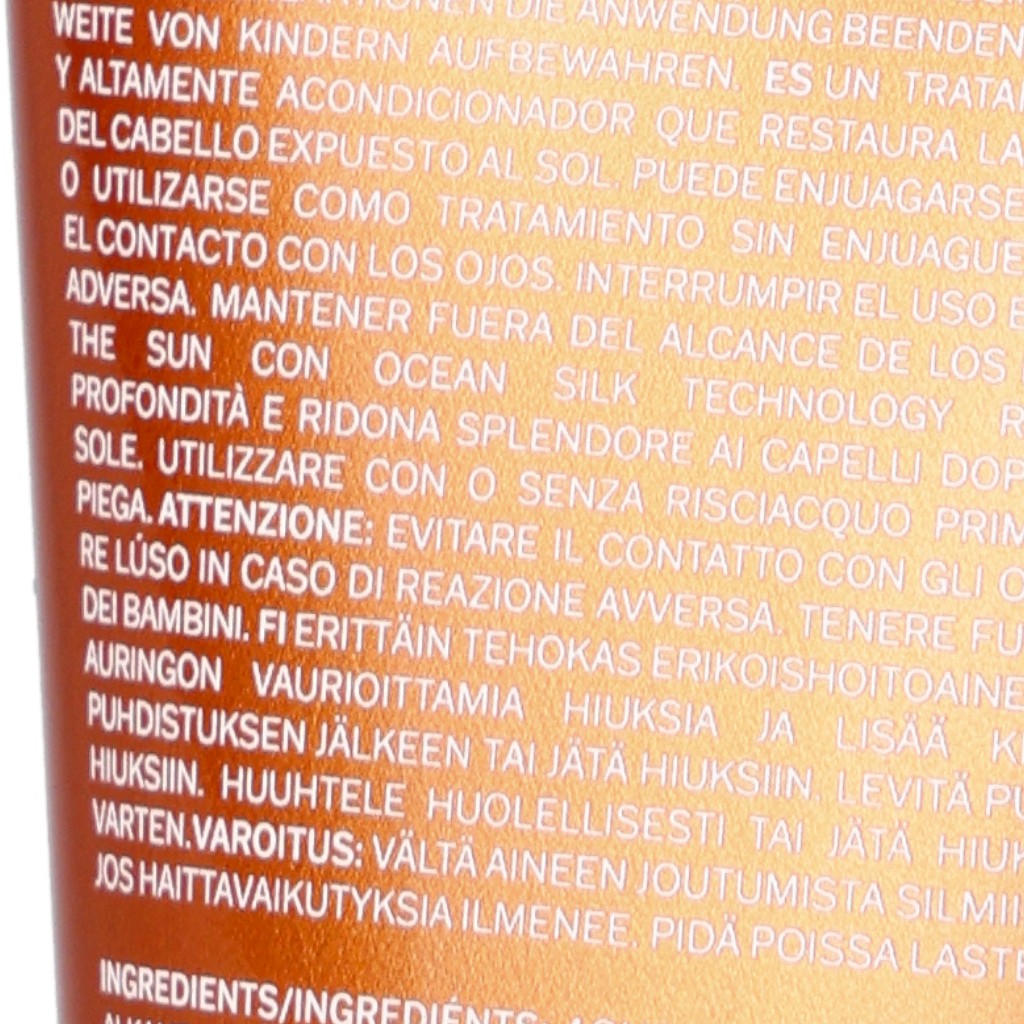 DIE ANWENDUNG BEENDEN
WEITE VON KINDERN AUFBEWAHREN. ES UN
Y ALTAMENTE ACONDICIONADOR QUE RESTAURA LA
DEL CABELLO EXPUESTO AL SOL. PUEDE ENJUAGARSE
O UTILIZARSE COMO TRATAMIENTO SIN ENJUAGUE
EL CONTACTO CON LOS OJOS. INTERRUMPIR EL USO
ADVERSA. MANTENER FUERA DEL ALCANCE DE LOS
THE SUN CON OCEAN SILK TECHNOLOGY
PROFONDITÀ E RIDONA SPLENDORE AI CAPELLI
SOLE. UTILIZZARE CON O SENZA RISCIACQUO
PIEGA. ATTENZIONE: EVITARE IL CONTATTO CON GLI
RE LÚSO IN CASO DI REAZIONE AVVERSA. TENERE
DEI BAMBINI. FI ERITTÄIN TEHOKAS
AURINGON VAURIOITTAMIA HIUKSIA JA LISÄÄ
PUHDISTUKSEN JÄLKEEN TAI JÄTÄ HIUKSIIN. LEVITÄ
HIUKSIIN. HUUHTELE HUOLELLISESTI TAI JÄTÄ
VARTEN.VAROITUS: VÄLTÄ AINEEN JOUTUMISTA
JOS HAITTAVAIKUTYKSIA ILMENEE. PIDÄ POISSA
INGREDIENTS/INGREDIÉNTS: